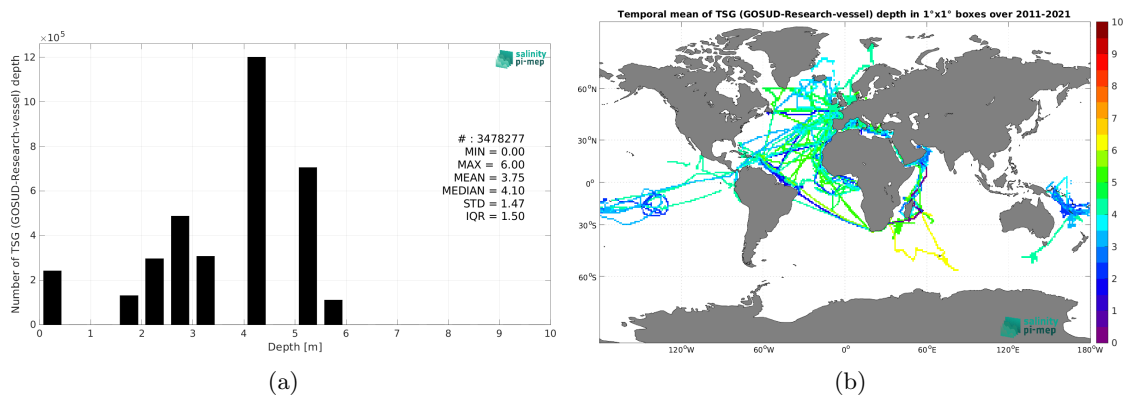 ×10⁵
12
10
8
6
4
2
0
Number of TSG (GOSUD-Research-vessel) depth
salinity
pi-mep
# : 3478277
MIN = 0.00
MAX = 6.00
MEAN = 3.75
MEDIAN = 4.10
STD = 1.47
IQR = 1.50
0 1 2 3 4 5 6 7 8 9 10
Depth [m]
(a)
Temporal mean of TSG (GOSUD-Research-vessel) depth in 1°x1° boxes over 2011-2021
60°N
30°N
0°
30°S
60°S
120°W 60°W 0° 60°E 120°E 180°W
salinity
pi-mep
10
9
8
7
6
5
4
3
2
1
0
(b)